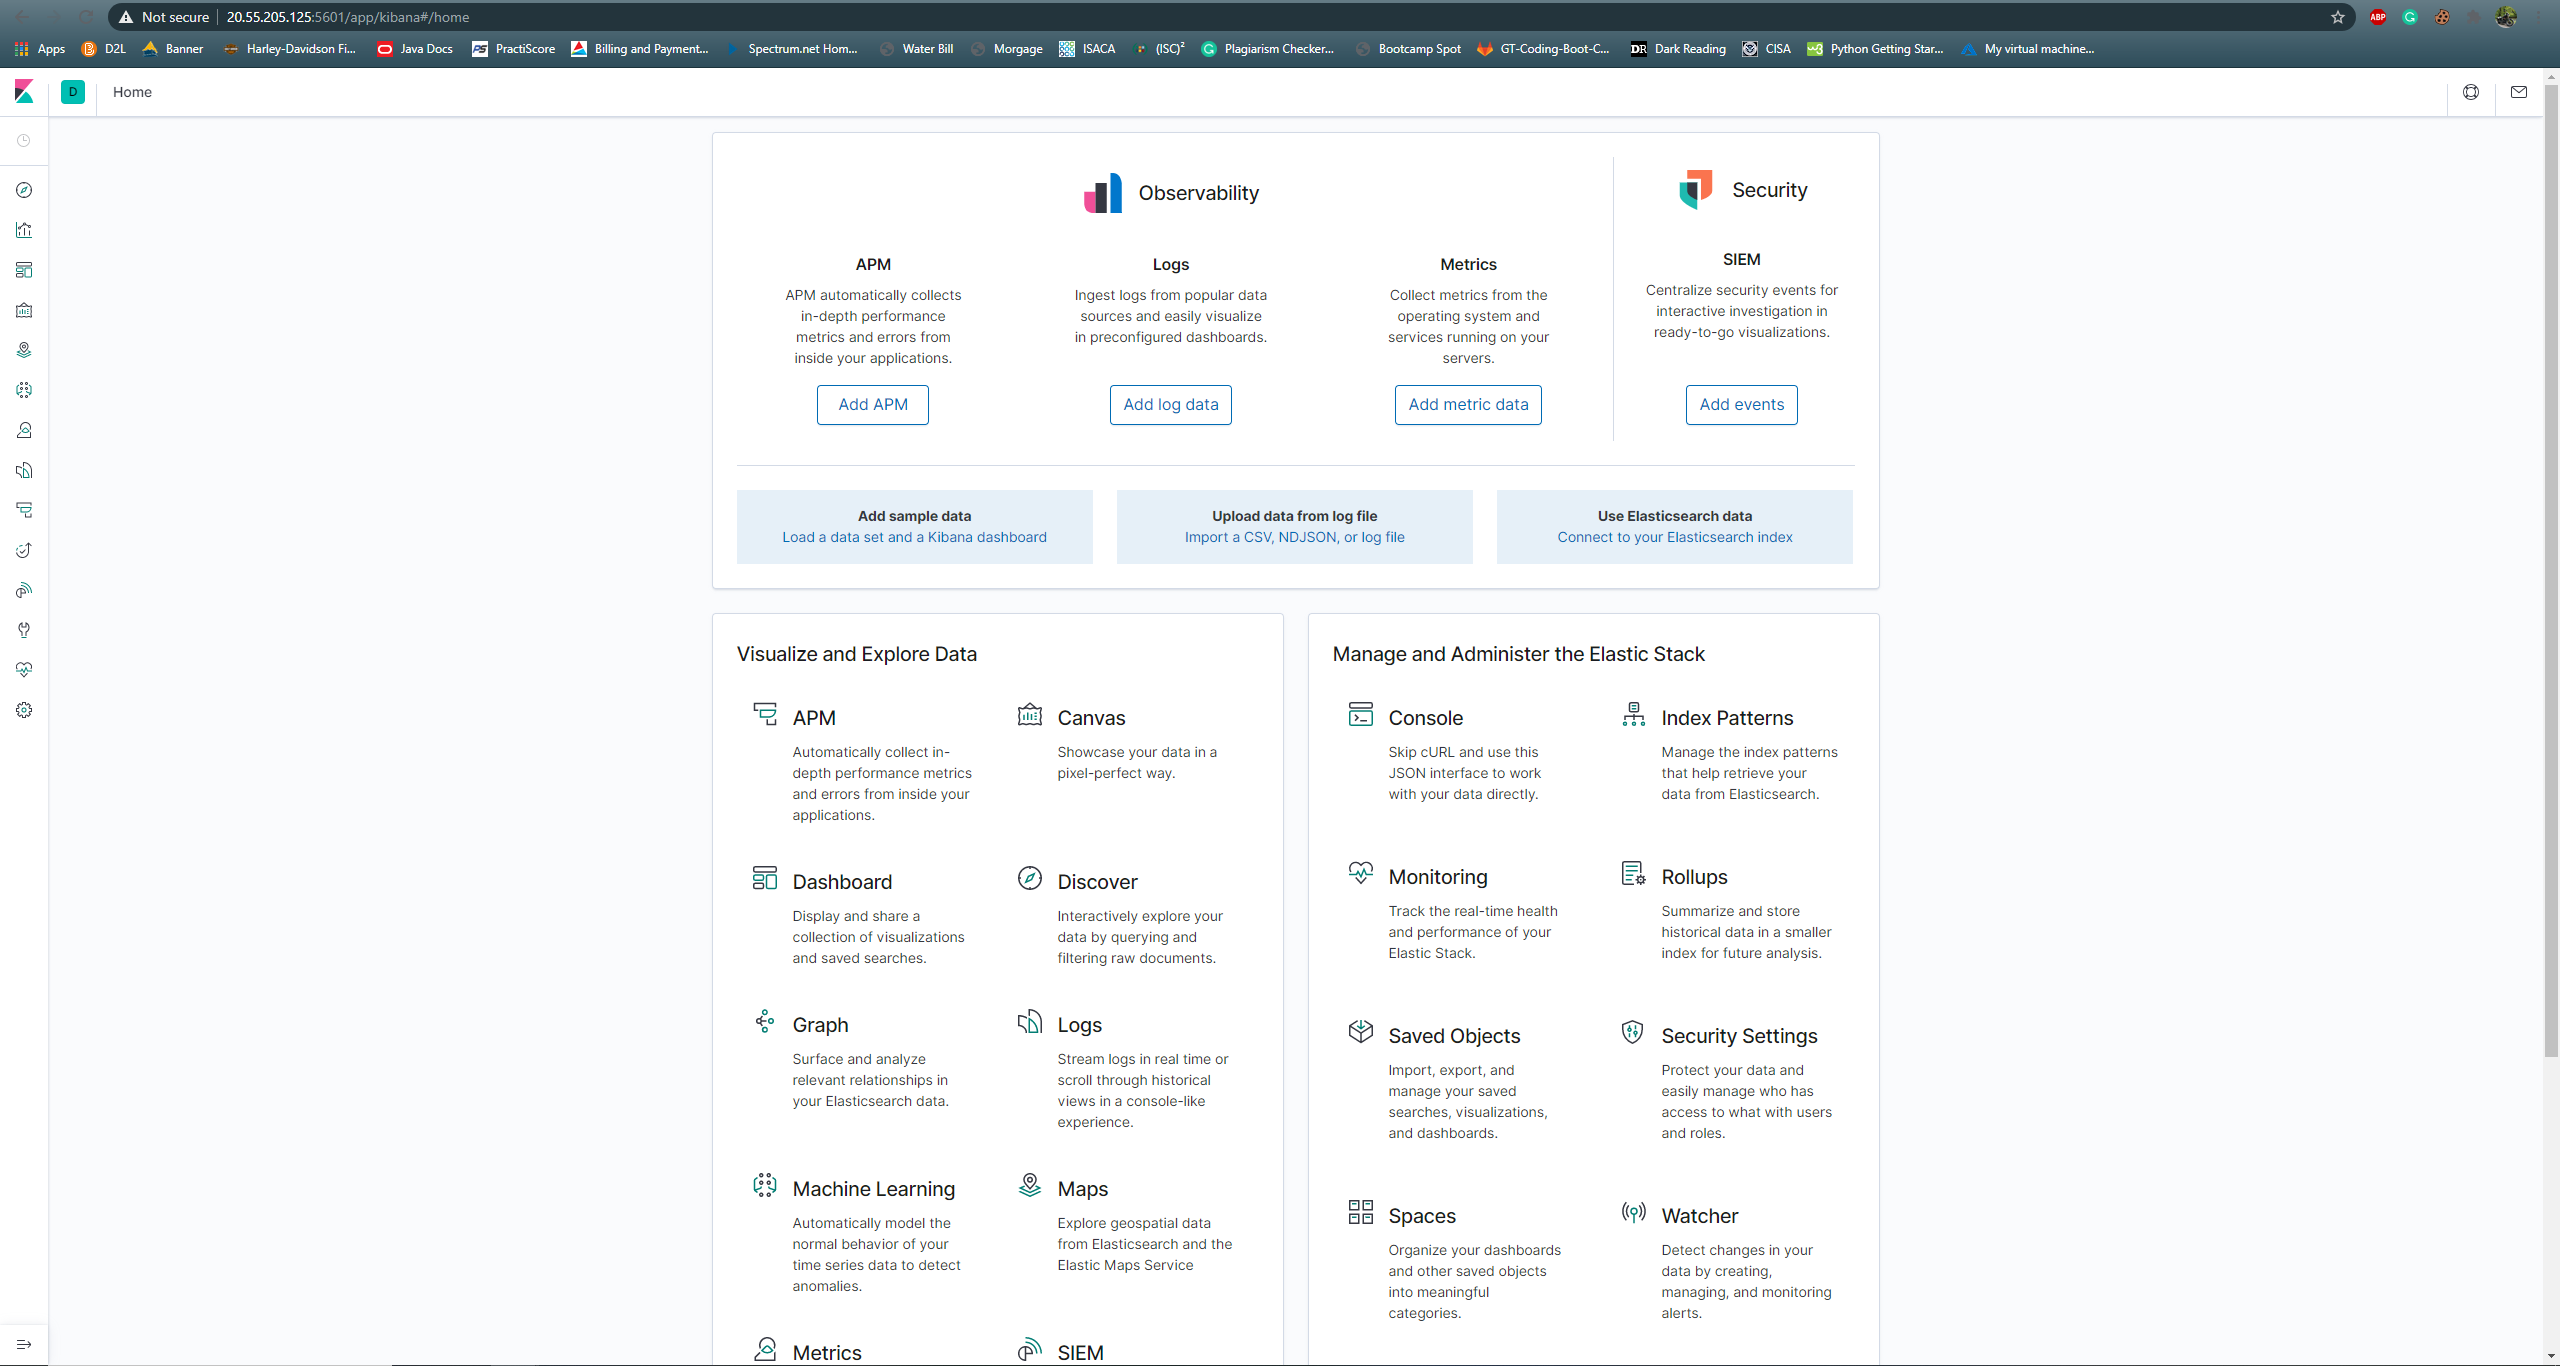 Not secure
20.55.205.125:5601/app/kibana#/home
ABP
G
Apps
D2L
Banner
Harley-Davidson Fi...
Java Docs
PS
PractiScore
Billing and Payment...
Spectrum.net Hom...
Water Bill
Morgage
ISACA
(ISC)²
G
Plagiarism Checker...
Bootcamp Spot
GT-Coding-Boot-C...
DR
Dark Reading
CISA
Python Getting Star...
My virtual machine...
D
Home
Observability
Security
APM
APM automatically collects
in-depth performance
metrics and errors from
inside your applications.
Add APM
Logs
Ingest logs from popular data
sources and easily visualize
in preconfigured dashboards.
Add log data
Metrics
Collect metrics from the
operating system and
services running on your
servers.
Add metric data
SIEM
Centralize security events for
interactive investigation in
ready-to-go visualizations.
Add events
Add sample data
Load a data set and a Kibana dashboard
Upload data from log file
Import a CSV, NDJSON, or log file
Use Elasticsearch data
Connect to your Elasticsearch index
Visualize and Explore Data
APM
Automatically collect in-
depth performance metrics
and errors from inside your
applications.
Canvas
Showcase your data in a
pixel-perfect way.
Dashboard
Display and share a
collection of visualizations
and saved searches.
Discover
Interactively explore your
data by querying and
filtering raw documents.
Graph
Surface and analyze
relevant relationships in
your Elasticsearch data.
Logs
Stream logs in real time or
scroll through historical
views in a console-like
experience.
Machine Learning
Automatically model the
normal behavior of your
time series data to detect
anomalies.
Maps
Explore geospatial data
from Elasticsearch and the
Elastic Maps Service
Metrics
SIEM
Manage and Administer the Elastic Stack
Console
Skip cURL and use this
JSON interface to work
with your data directly.
Index Patterns
Manage the index patterns
that help retrieve your
data from Elasticsearch.
Monitoring
Track the real-time health
and performance of your
Elastic Stack.
Rollups
Summarize and store
historical data in a smaller
index for future analysis.
Saved Objects
Import, export, and
manage your saved
searches, visualizations,
and dashboards.
Security Settings
Protect your data and
easily manage who has
access to what with users
and roles.
Spaces
Organize your dashboards
and other saved objects
into meaningful
categories.
Watcher
Detect changes in your
data by creating,
managing, and monitoring
alerts.